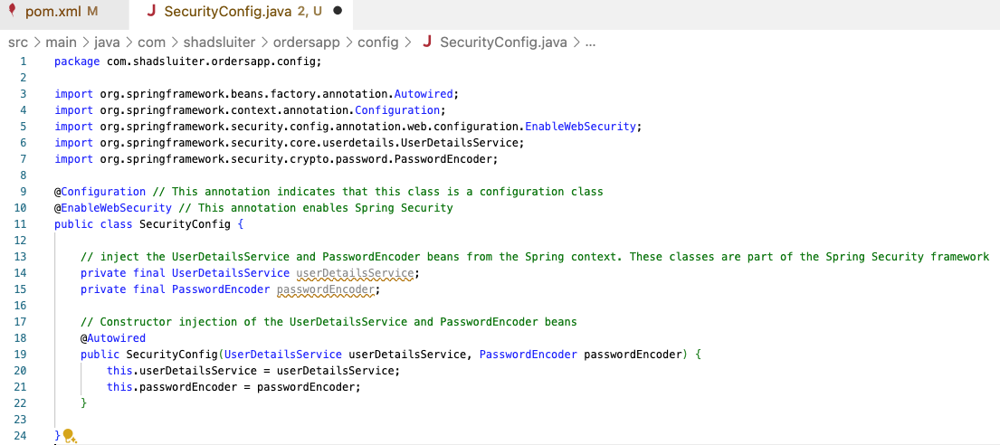 pom.xml M
J SecurityConfig.java 2, U ●
src > main > java > com > shadsluiter > ordersapp > config > J SecurityConfig.java > ...
1 package com.shadsluiter.ordersapp.config;
2
3 import org.springframework.beans.factory.annotation.Autowired;
4 import org.springframework.context.annotation.Configuration;
5 import org.springframework.security.config.annotation.web.configuration.EnableWebSecurity;
6 import org.springframework.security.core.userdetails.UserDetailsService;
7 import org.springframework.security.crypto.password.PasswordEncoder;
8
9 @Configuration // This annotation indicates that this class is a configuration class
10 @EnableWebSecurity // This annotation enables Spring Security
11 public class SecurityConfig {
12
13     // inject the UserDetailsService and PasswordEncoder beans from the Spring context. These classes are part of the Spring Security framework
14     private final UserDetailsService userDetailsService;
15     private final PasswordEncoder passwordEncoder;
16
17     // Constructor injection of the UserDetailsService and PasswordEncoder beans
18     @Autowired
19     public SecurityConfig(UserDetailsService userDetailsService, PasswordEncoder passwordEncoder) {
20         this.userDetailsService = userDetailsService;
21         this.passwordEncoder = passwordEncoder;
22     }
23
24 }